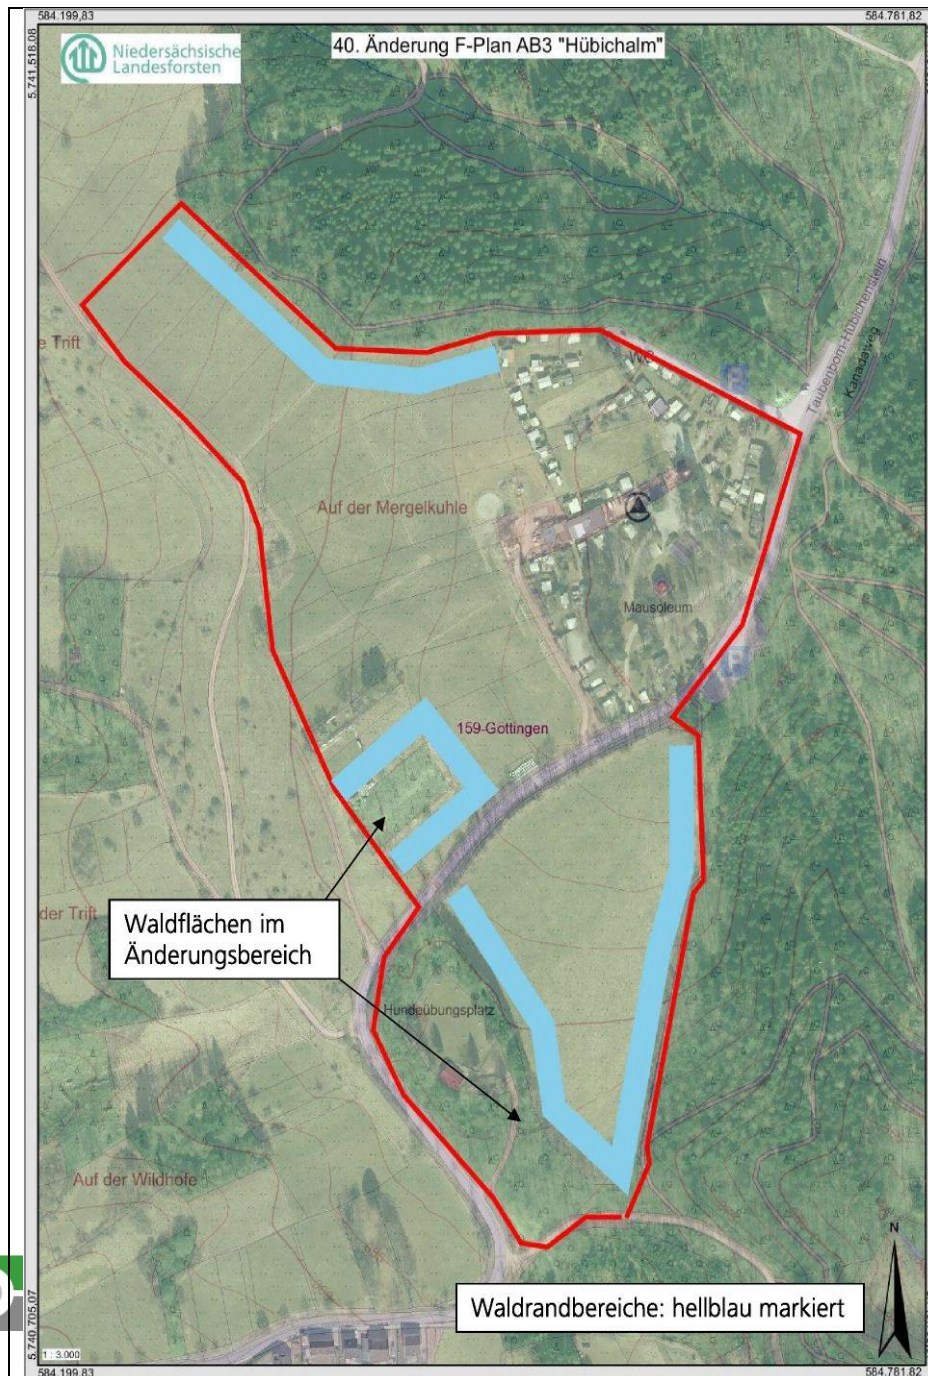 584.199,83
584.781,82
5.741.518,08
Niedersächsische
Landesforsten
40. Änderung F-Plan AB3 "Hübichalm"
Taubenborn-Hübichenstein
Kanadaweg
e Trift
WC
P
Auf der Mergelkuhle
Mausoleum
P
159-Göttingen
der Trift
Waldflächen im
Änderungsbereich
Hundeübungsplatz
Auf der Wildhofe
N
Waldrandbereiche: hellblau markiert
5.740.705,07
1 : 3.000
584.199,83
584.781,82